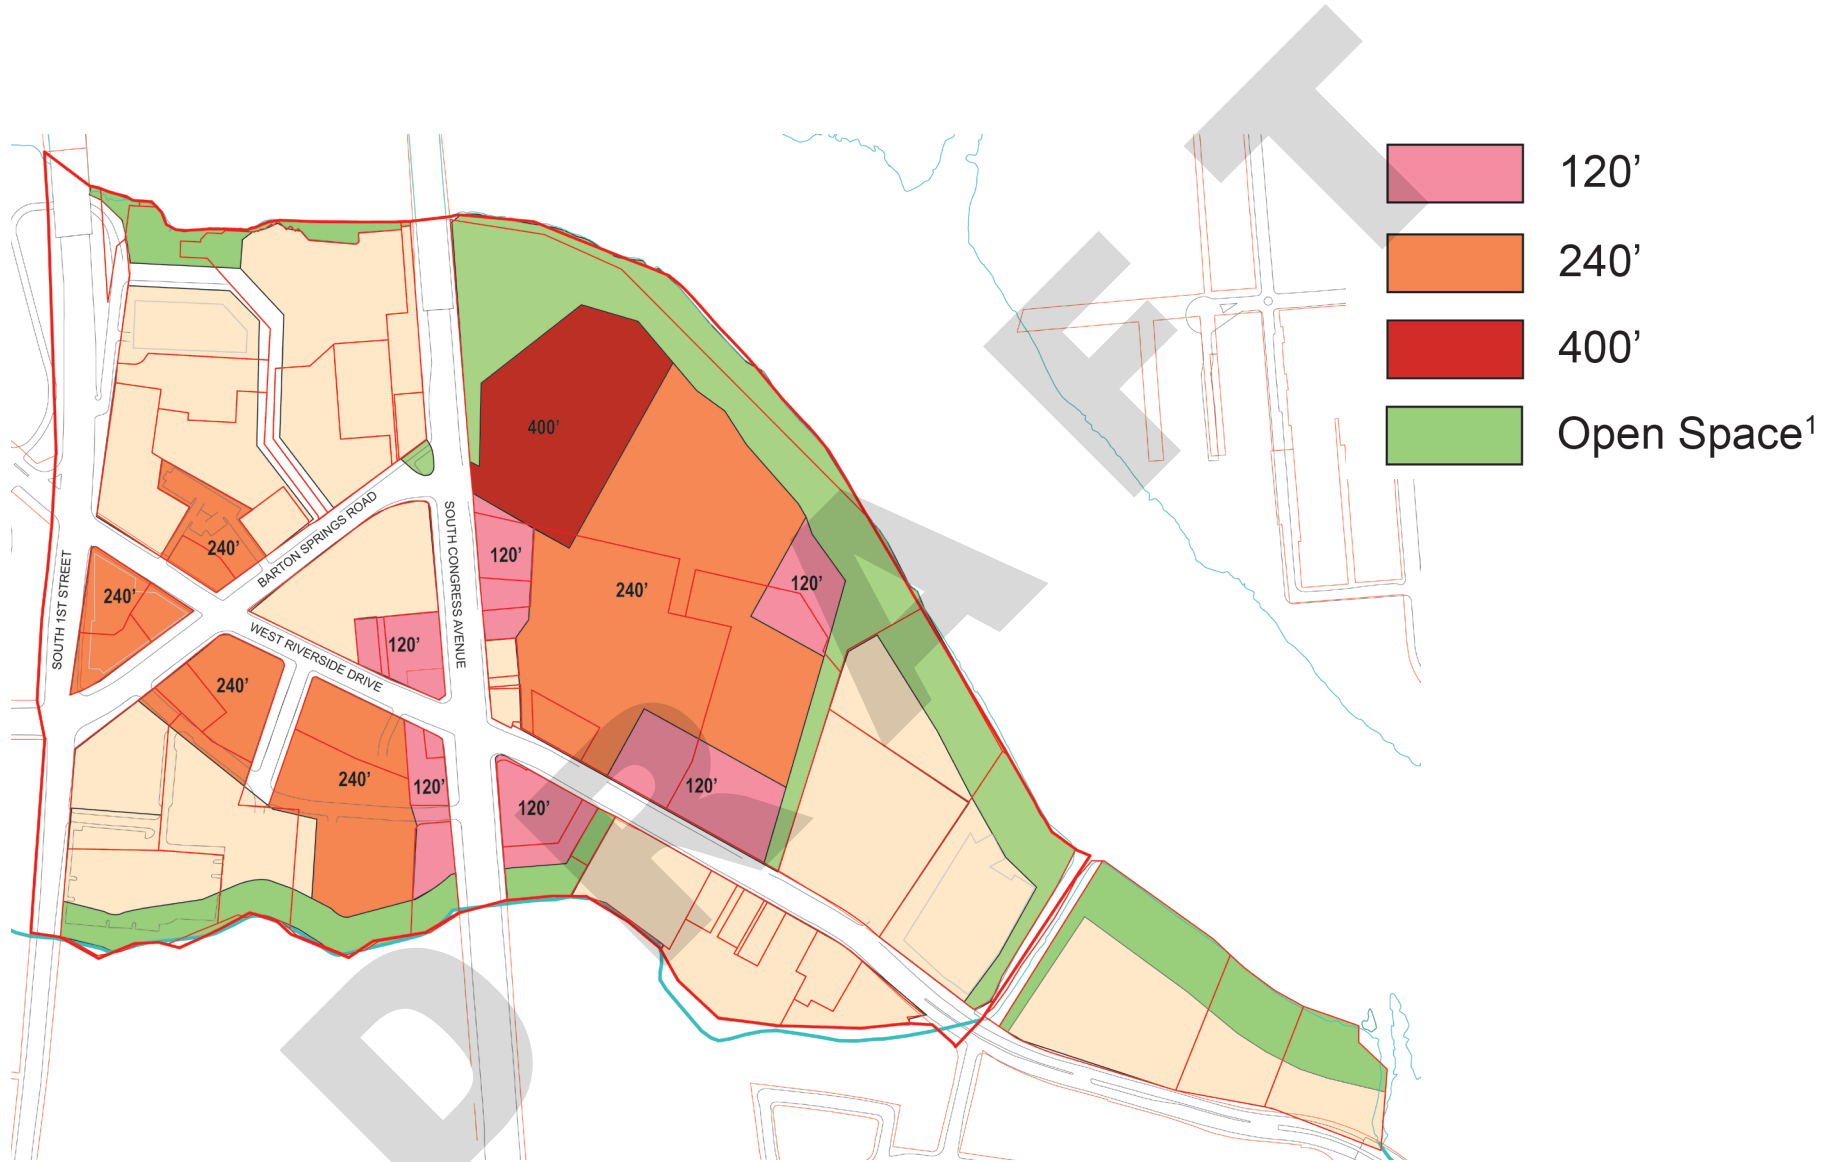 120’
240’
400’
Open Space1
400’
SOUTH CONGRESS AVENUE
BARTON SPRINGS ROAD
120’
240’
240’
120’
240’
SOUTH 1ST STREET
WEST RIVERSIDE DRIVE
120’
240’
240’
120’
120’
120’
DRAFT